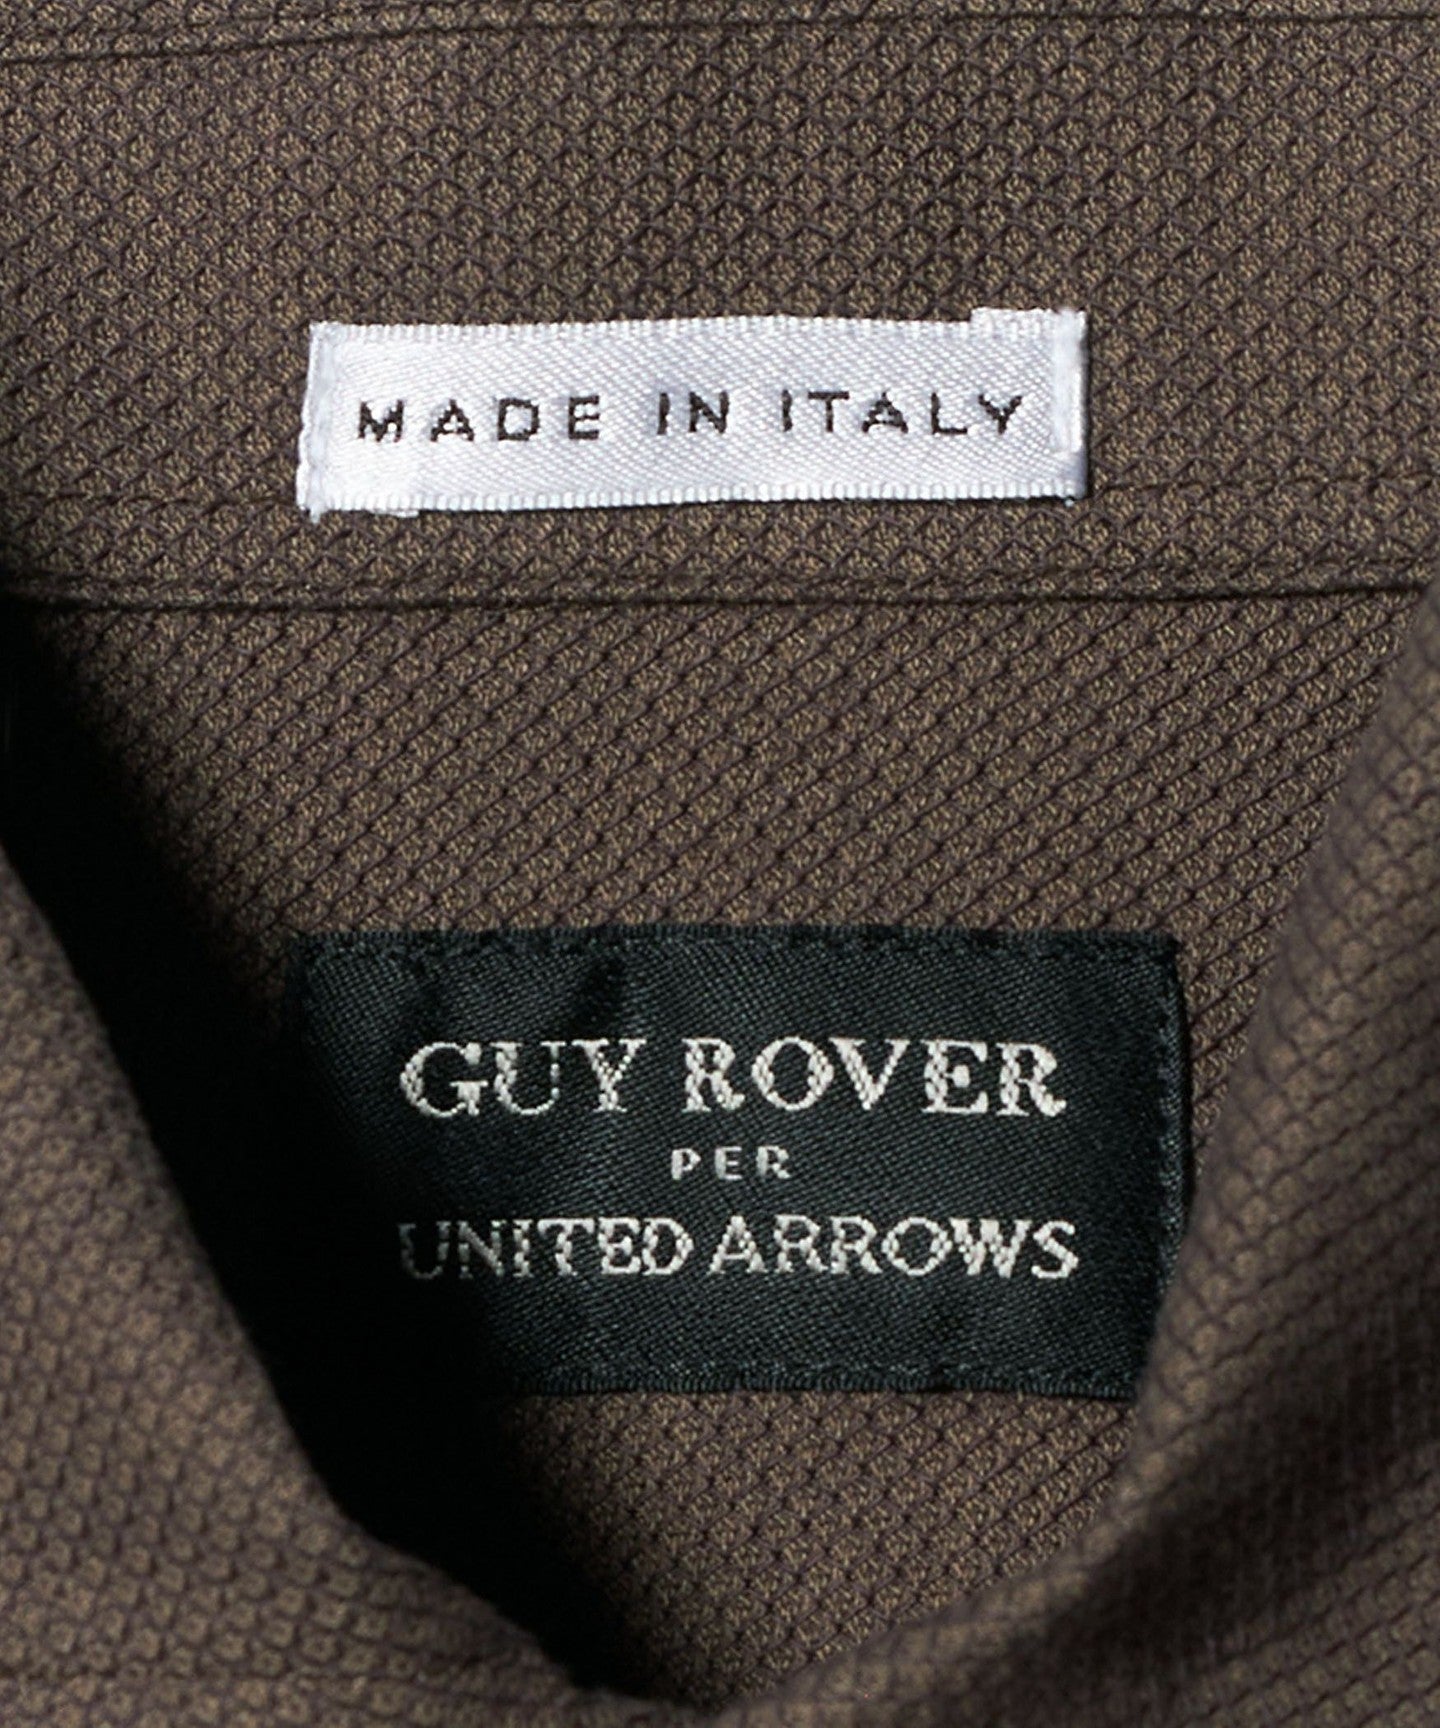 MADE IN ITALY
GUY ROVER
PER
UNITED ARROWS